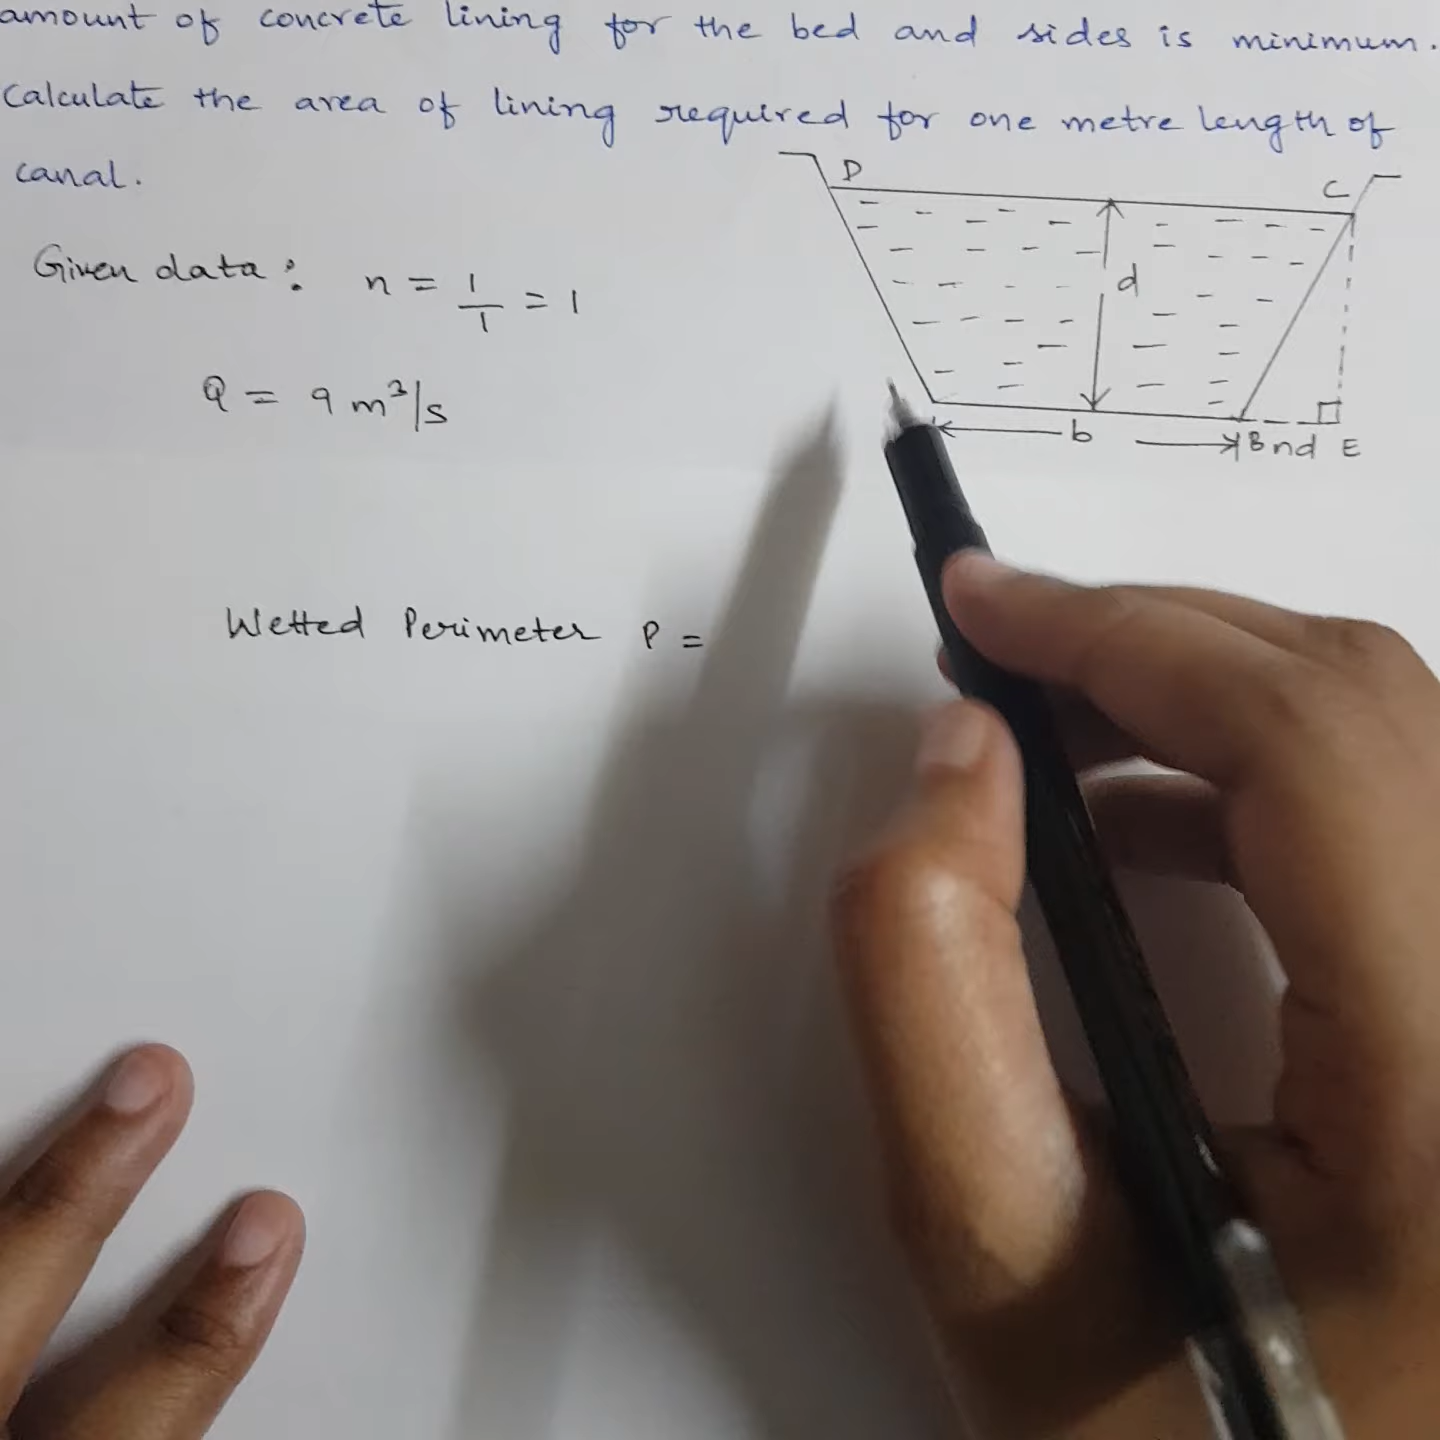 amount of concrete lining for the bed and sides is minimum.
Calculate the area of lining required for one metre length of
canal.
D
C
Given data : n = 1/1 = 1
d
Q = 9 m³/s
b
B nd E
Wetted Perimeter P =